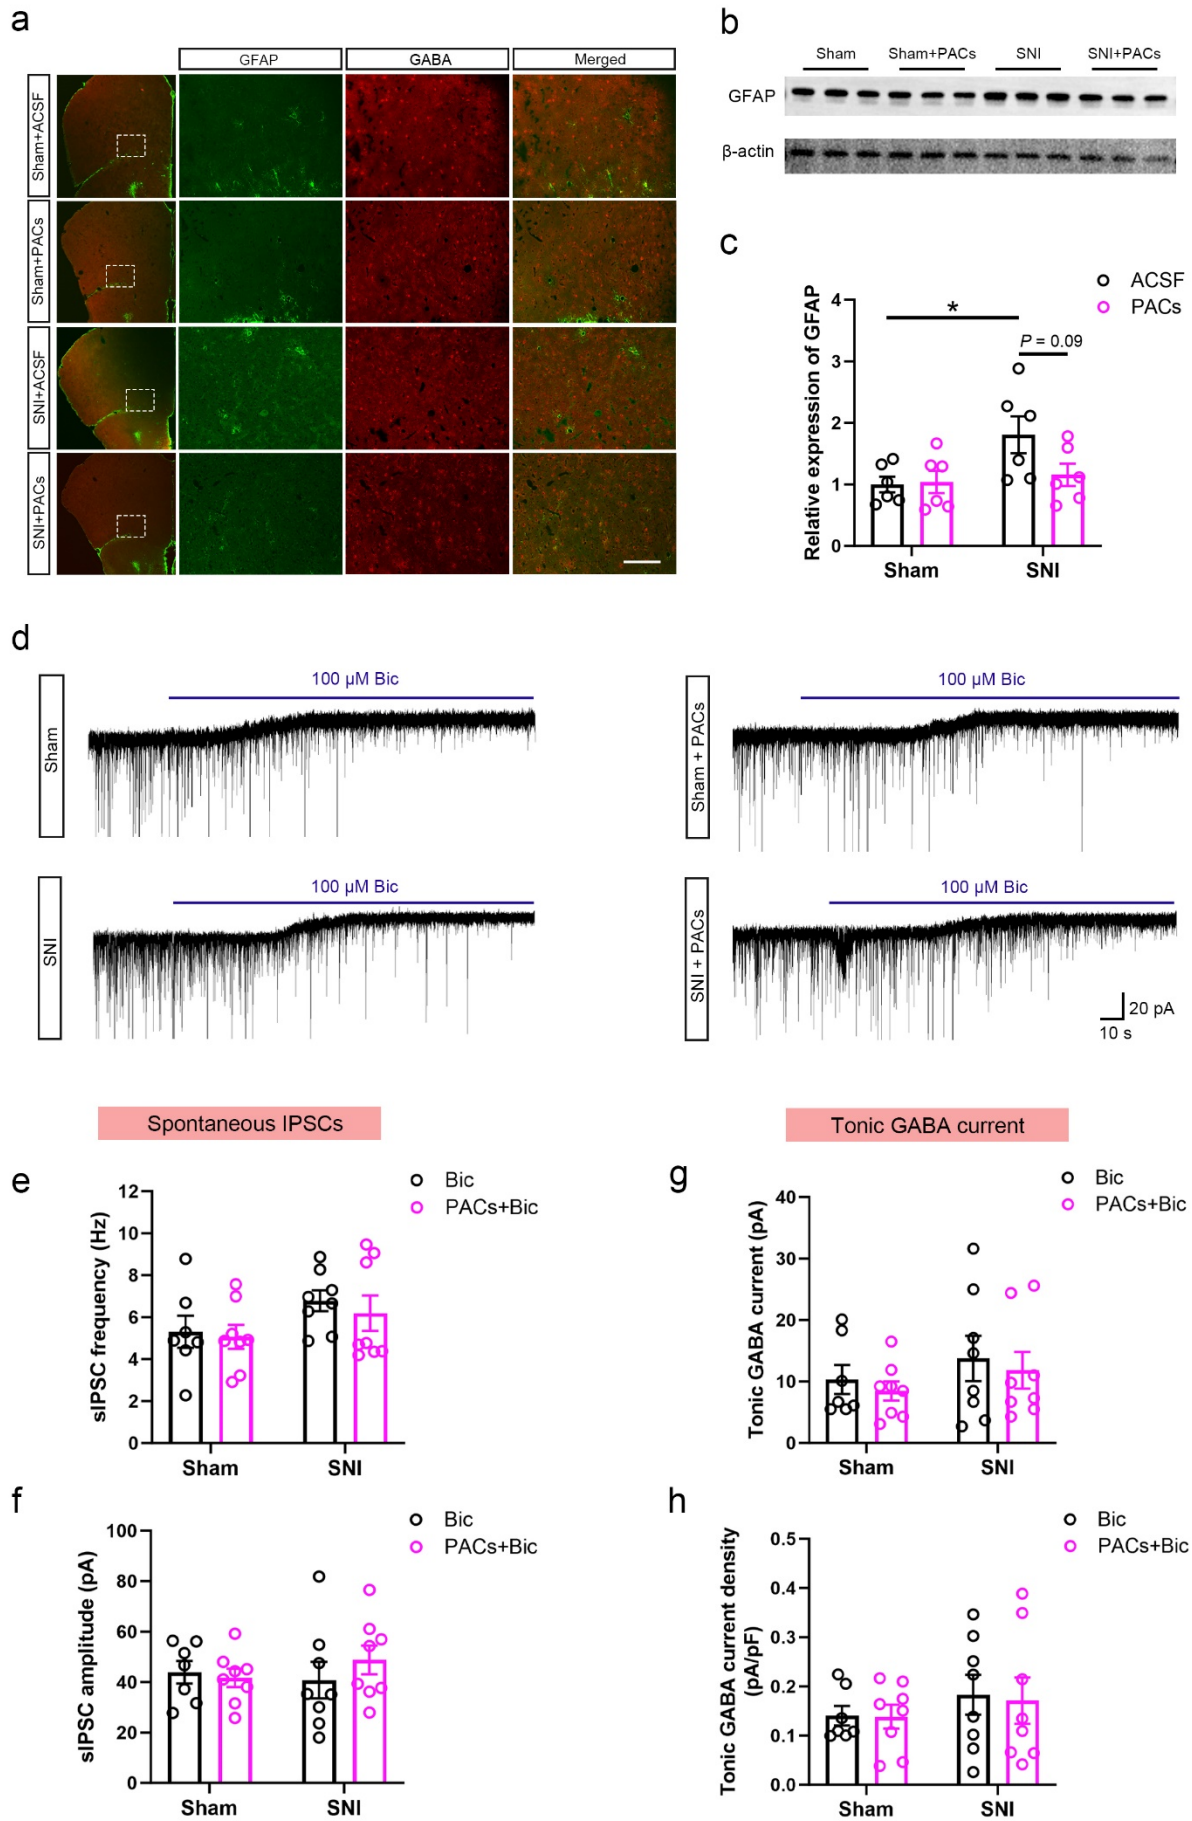 a
GFAP
GABA
Merged
Sham+ACSF
Sham+PACs
SNI+ACSF
SNI+PACs
b
Sham
Sham+PACs
SNI
SNI+PACs
GFAP
β-actin
c
ACSF
PACs
Relative expression of GFAP
4
3
2
1
0
*
P = 0.09
Sham
SNI
d
Sham
100 µM Bic
Sham + PACs
100 µM Bic
SNI
100 µM Bic
SNI + PACs
100 µM Bic
20 pA
10 s
Spontaneous IPSCs
Tonic GABA current
e
Bic
PACs+Bic
sIPSC frequency (Hz)
12
10
8
6
4
2
0
Sham
SNI
g
Bic
PACs+Bic
Tonic GABA current (pA)
40
30
20
10
0
Sham
SNI
f
Bic
PACs+Bic
sIPSC amplitude (pA)
100
80
60
40
20
0
Sham
SNI
h
Bic
PACs+Bic
Tonic GABA current density
(pA/pF)
0.5
0.4
0.3
0.2
0.1
0.0
Sham
SNI